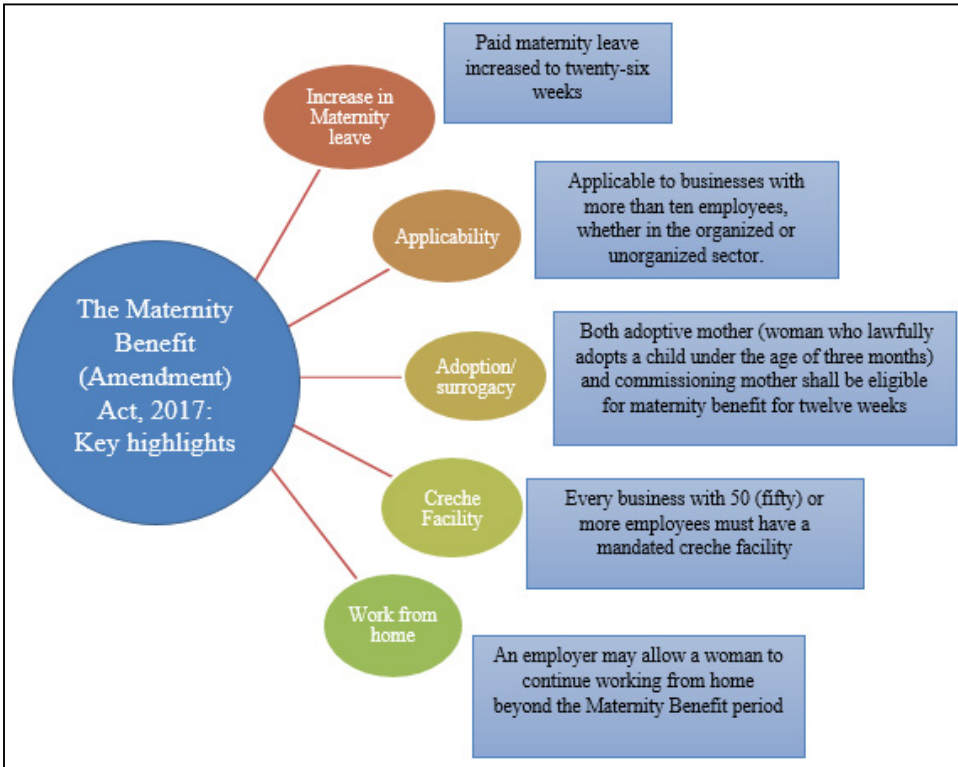 The Maternity
Benefit
(Amendment)
Act, 2017:
Key highlights
Increase in
Maternity
leave
Paid maternity leave
increased to twenty-six
weeks
Applicability
Applicable to businesses with
more than ten employees,
whether in the organized or
unorganized sector.
Adoption/
surrogacy
Both adoptive mother (woman who lawfully
adopts a child under the age of three months)
and commissioning mother shall be eligible
for maternity benefit for twelve weeks
Creche
Facility
Every business with 50 (fifty) or
more employees must have a
mandated creche facility
Work from
home
An employer may allow a woman to
continue working from home
beyond the Maternity Benefit period